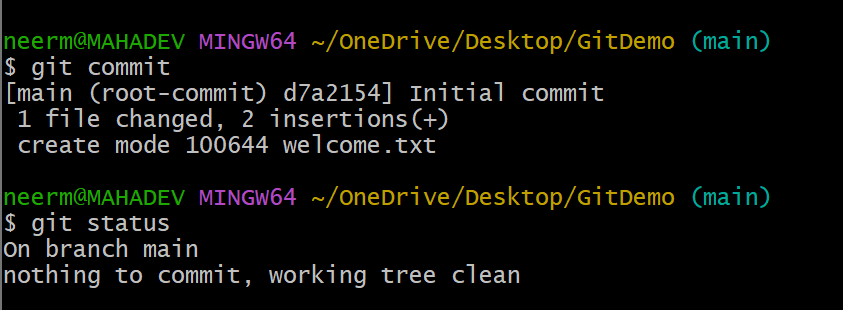 neerm@MAHADEV MINGW64 ~/OneDrive/Desktop/GitDemo (main)
$ git commit
[main (root-commit) d7a2154] Initial commit
 1 file changed, 2 insertions(+)
 create mode 100644 welcome.txt

neerm@MAHADEV MINGW64 ~/OneDrive/Desktop/GitDemo (main)
$ git status
On branch main
nothing to commit, working tree clean